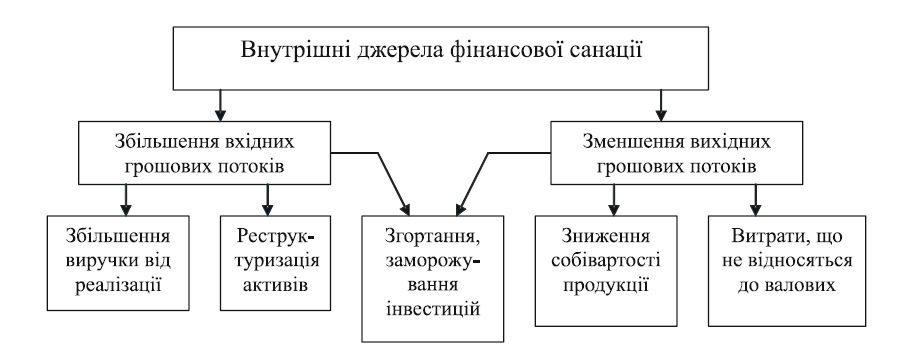 Внутрішні джерела фінансової санації
Збільшення вхідних
грошових потоків
Зменшення вихідних
грошових потоків
Збільшення
виручки від
реалізації
Реструк-
туризація
активів
Згортання,
заморожу-
вання
інвестицій
Зниження
собівартості
продукції
Витрати, що
не відносяться
до валових